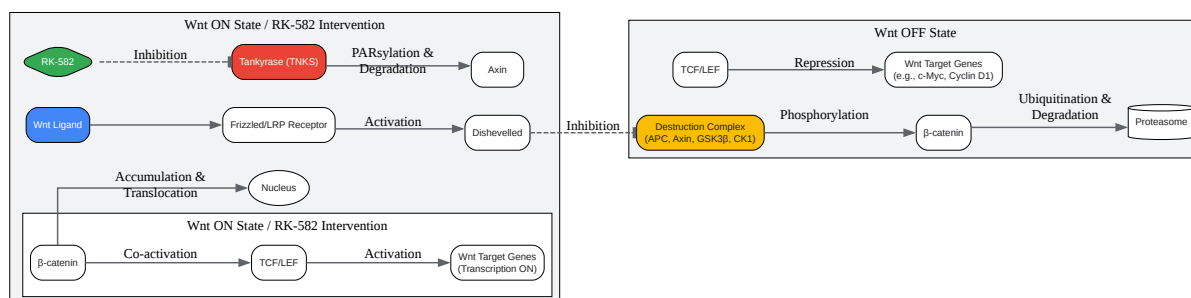 Wnt ON State / RK-582 Intervention
RK-582
Inhibition
Tankyrase (TNKS)
PARsylation &
Degradation
Axin
Wnt Ligand
Frizzled/LRP Receptor
Activation
Dishevelled
Inhibition
Accumulation &
Translocation
Nucleus
Wnt ON State / RK-582 Intervention
β-catenin
Co-activation
TCF/LEF
Activation
Wnt Target Genes
(Transcription ON)
Wnt OFF State
TCF/LEF
Repression
Wnt Target Genes
(e.g., c-Myc, Cyclin D1)
Destruction Complex
(APC, Axin, GSK3β, CK1)
Phosphorylation
β-catenin
Ubiquitination &
Degradation
Proteasome